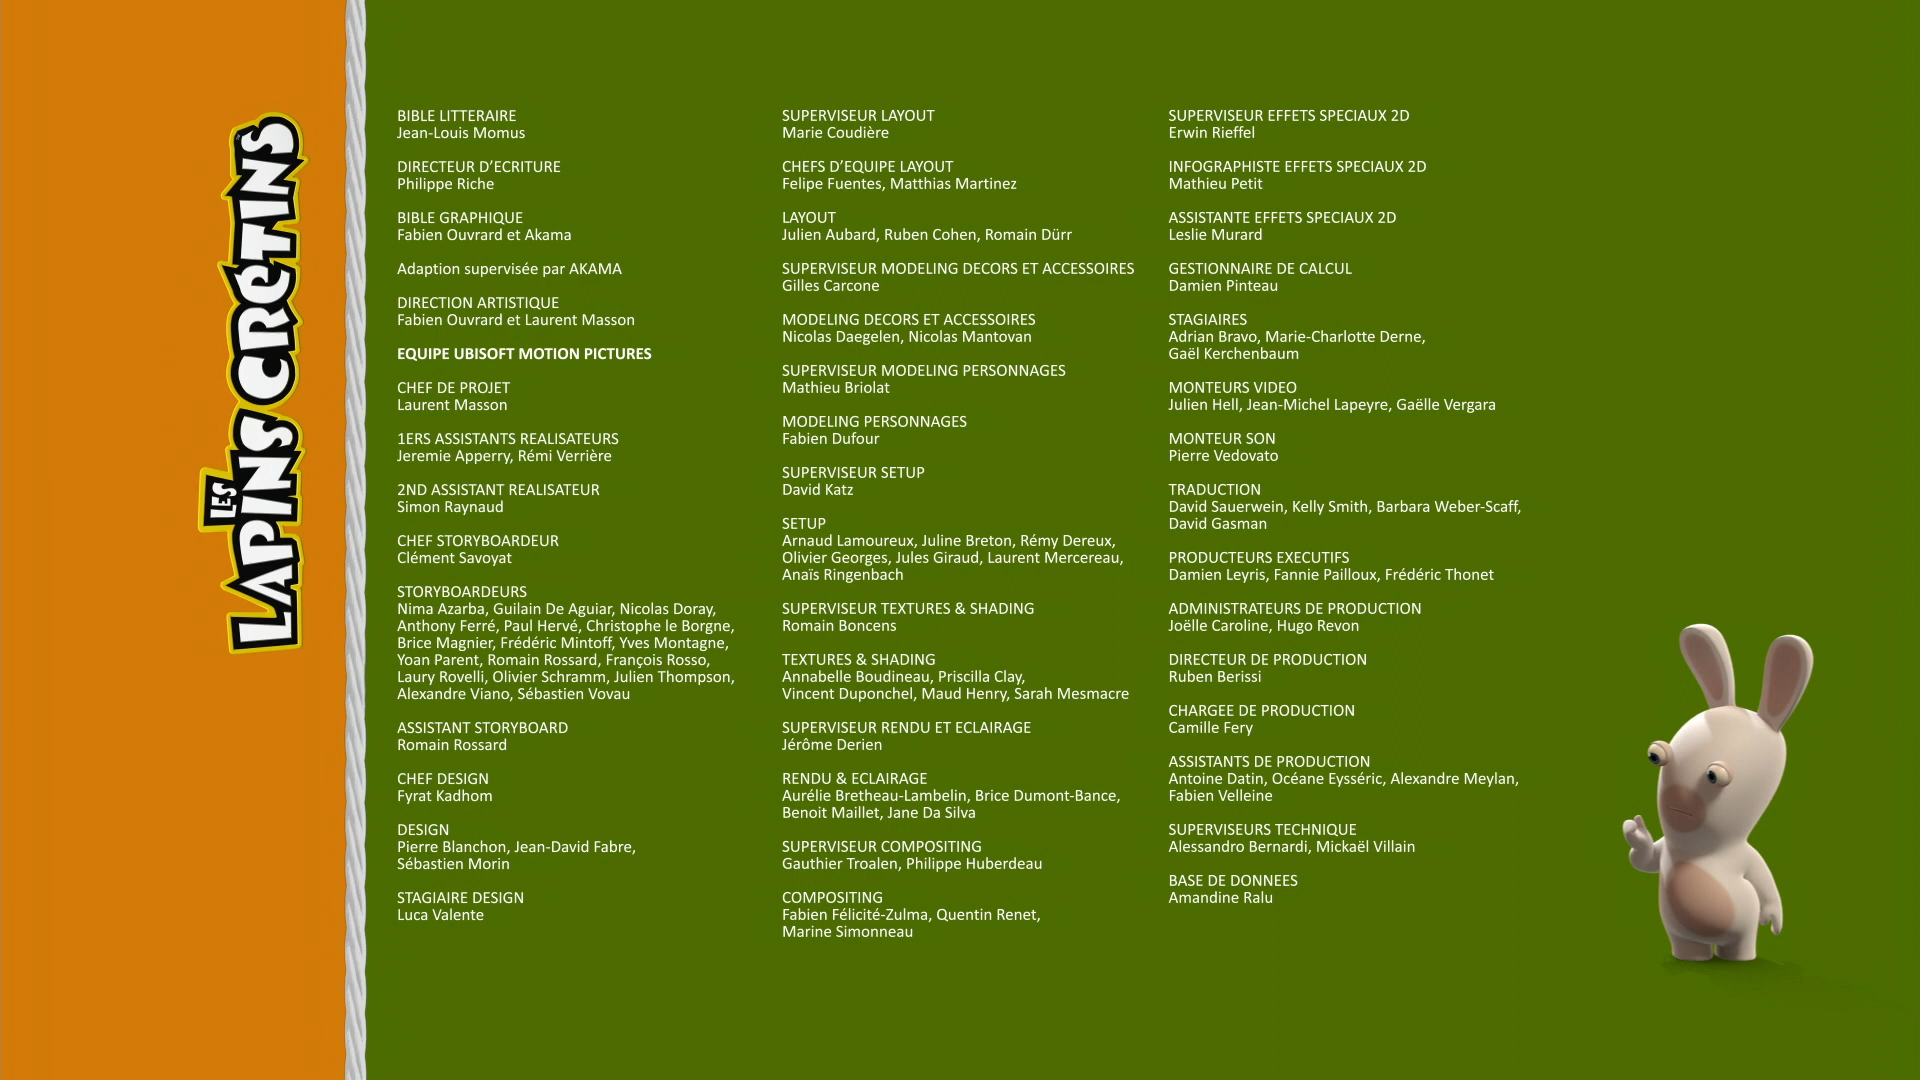 LES
LAPINS CRETINS
BIBLE LITTERAIRE
Jean-Louis Momus
DIRECTEUR D’ECRITURE
Philippe Riche
BIBLE GRAPHIQUE
Fabien Ouvrard et Akama
Adaption supervisée par AKAMA
DIRECTION ARTISTIQUE
Fabien Ouvrard et Laurent Masson
EQUIPE UBISOFT MOTION PICTURES
CHEF DE PROJET
Laurent Masson
1ERS ASSISTANTS REALISATEURS
Jeremie Apperry, Rémi Verrière
2ND ASSISTANT REALISATEUR
Simon Raynaud
CHEF STORYBOARDEUR
Clément Savoyat
STORYBOARDEURS
Nima Azarba, Guilain De Aguiar, Nicolas Doray,
Anthony Ferré, Paul Hervé, Christophe le Borgne,
Brice Magnier, Frédéric Mintoff, Yves Montagne,
Yoan Parent, Romain Rossard, François Rosso,
Laury Rovelli, Olivier Schramm, Julien Thompson,
Alexandre Viano, Sébastien Vovau
ASSISTANT STORYBOARD
Romain Rossard
CHEF DESIGN
Fyrat Kadhom
DESIGN
Pierre Blanchon, Jean-David Fabre,
Sébastien Morin
STAGIAIRE DESIGN
Luca Valente
SUPERVISEUR LAYOUT
Marie Coudière
CHEFS D’EQUIPE LAYOUT
Felipe Fuentes, Matthias Martinez
LAYOUT
Julien Aubard, Ruben Cohen, Romain Dürr
SUPERVISEUR MODELING DECORS ET ACCESSOIRES
Gilles Carcone
MODELING DECORS ET ACCESSOIRES
Nicolas Daegelen, Nicolas Mantovan
SUPERVISEUR MODELING PERSONNAGES
Mathieu Briolat
MODELING PERSONNAGES
Fabien Dufour
SUPERVISEUR SETUP
David Katz
SETUP
Arnaud Lamoureux, Juline Breton, Rémy Dereux,
Olivier Georges, Jules Giraud, Laurent Mercereau,
Anaïs Ringenbach
SUPERVISEUR TEXTURES & SHADING
Romain Boncens
TEXTURES & SHADING
Annabelle Boudineau, Priscilla Clay,
Vincent Duponchel, Maud Henry, Sarah Mesmacre
SUPERVISEUR RENDU ET ECLAIRAGE
Jérôme Derien
RENDU & ECLAIRAGE
Aurélie Bretheau-Lambelin, Brice Dumont-Bance,
Benoit Maillet, Jane Da Silva
SUPERVISEUR COMPOSITING
Gauthier Troalen, Philippe Huberdeau
COMPOSITING
Fabien Félicité-Zulma, Quentin Renet,
Marine Simonneau
SUPERVISEUR EFFETS SPECIAUX 2D
Erwin Rieffel
INFOGRAPHISTE EFFETS SPECIAUX 2D
Mathieu Petit
ASSISTANTE EFFETS SPECIAUX 2D
Leslie Murard
GESTIONNAIRE DE CALCUL
Damien Pinteau
STAGIAIRES
Adrian Bravo, Marie-Charlotte Derne,
Gaël Kerchenbaum
MONTEURS VIDEO
Julien Hell, Jean-Michel Lapeyre, Gaëlle Vergara
MONTEUR SON
Pierre Vedovato
TRADUCTION
David Sauerwein, Kelly Smith, Barbara Weber-Scaff,
David Gasman
PRODUCTEURS EXECUTIFS
Damien Leyris, Fannie Pailloux, Frédéric Thonet
ADMINISTRATEURS DE PRODUCTION
Joëlle Caroline, Hugo Revon
DIRECTEUR DE PRODUCTION
Ruben Berissi
CHARGEE DE PRODUCTION
Camille Fery
ASSISTANTS DE PRODUCTION
Antoine Datin, Océane Eysséric, Alexandre Meylan,
Fabien Velleine
SUPERVISEURS TECHNIQUE
Alessandro Bernardi, Mickaël Villain
BASE DE DONNEES
Amandine Ralu